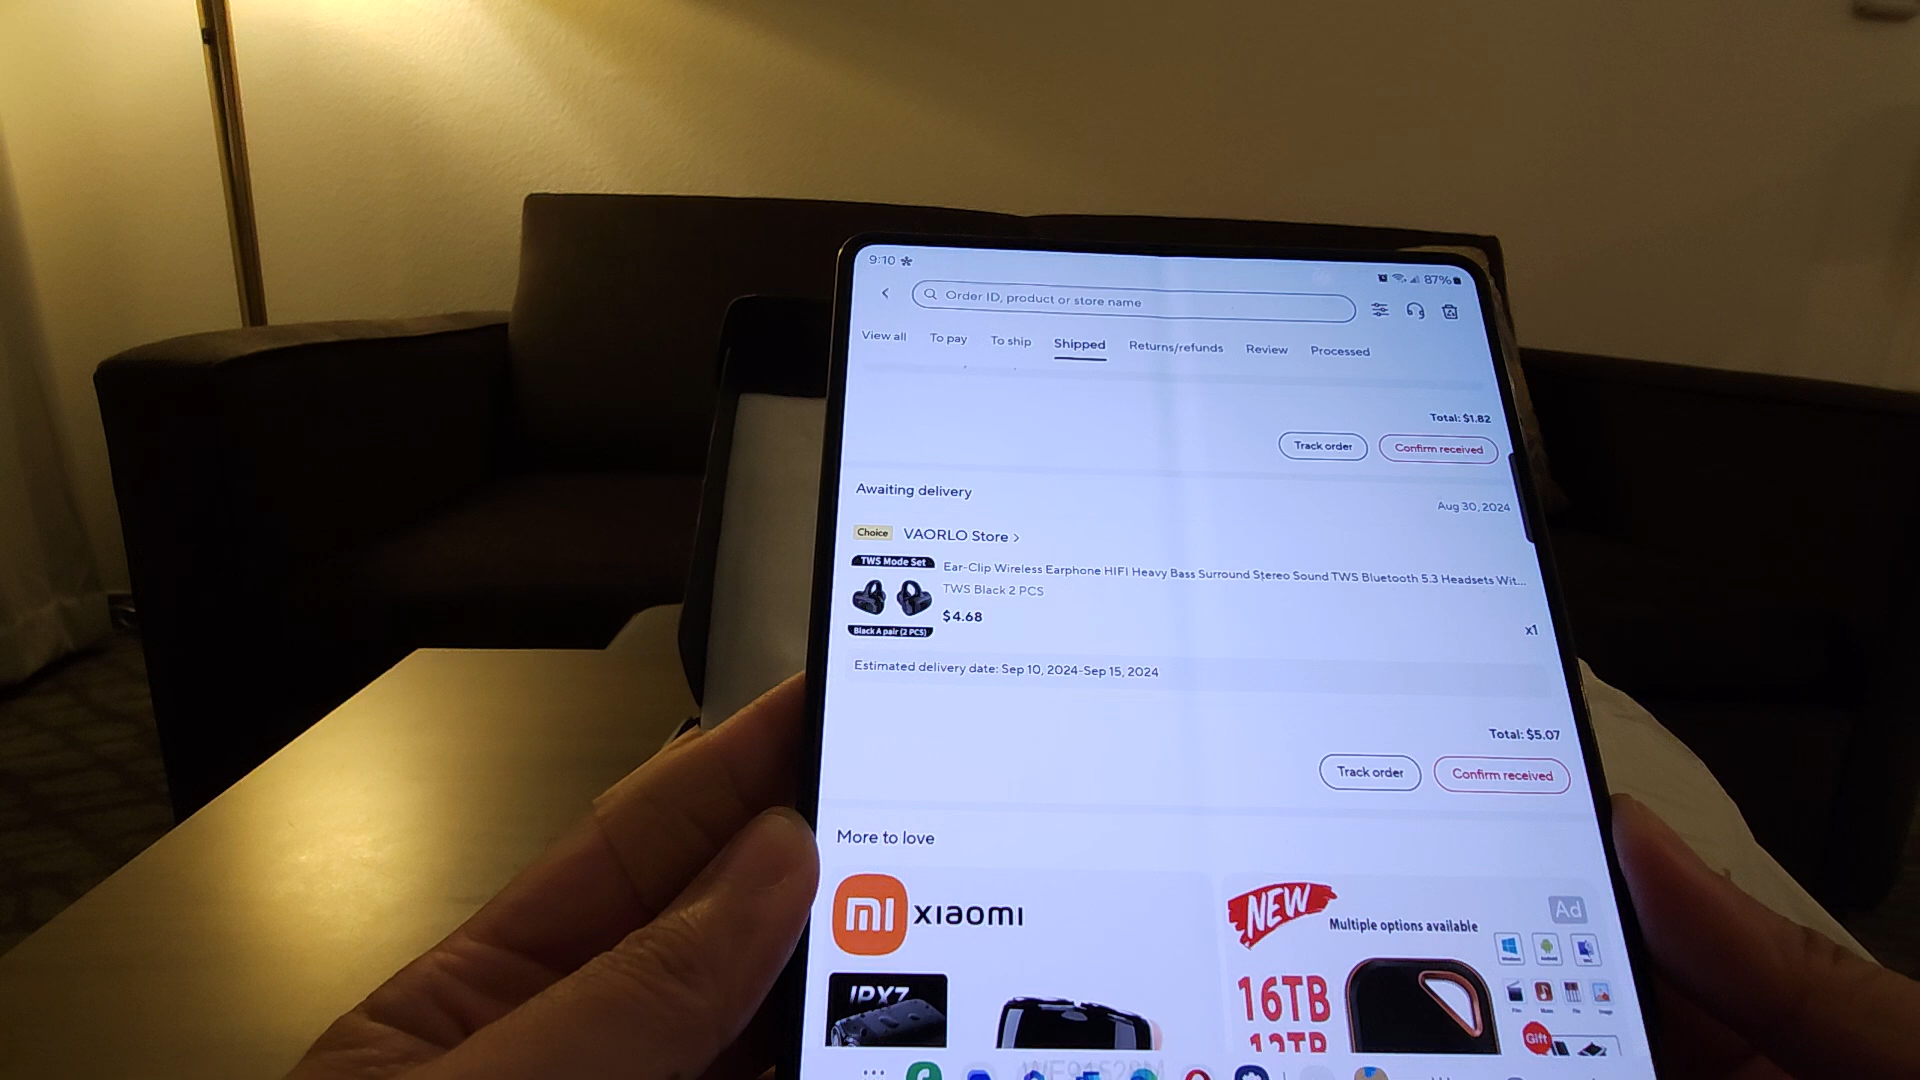 9:10
87%
Order ID, product or store name
View all To pay To ship Shipped Returns/refunds Review Processed
Total: $1.82
Track order Confirm received
Awaiting delivery
Aug 30, 2024
Choice VAORLO Store >
TWS Mode Set
Ear-Clip Wireless Earphone HIFI Heavy Bass Surround Stereo Sound TWS Bluetooth 5.3 Headsets Wit...
TWS Black 2 PCS
$4.68
x1
Black A pair (2 PCS)
Estimated delivery date: Sep 10, 2024-Sep 15, 2024
Total: $5.07
Track order Confirm received
More to love
mi xiaomi
IPX7
NEW
Multiple options available
Ad
16TB
12TB
Gift